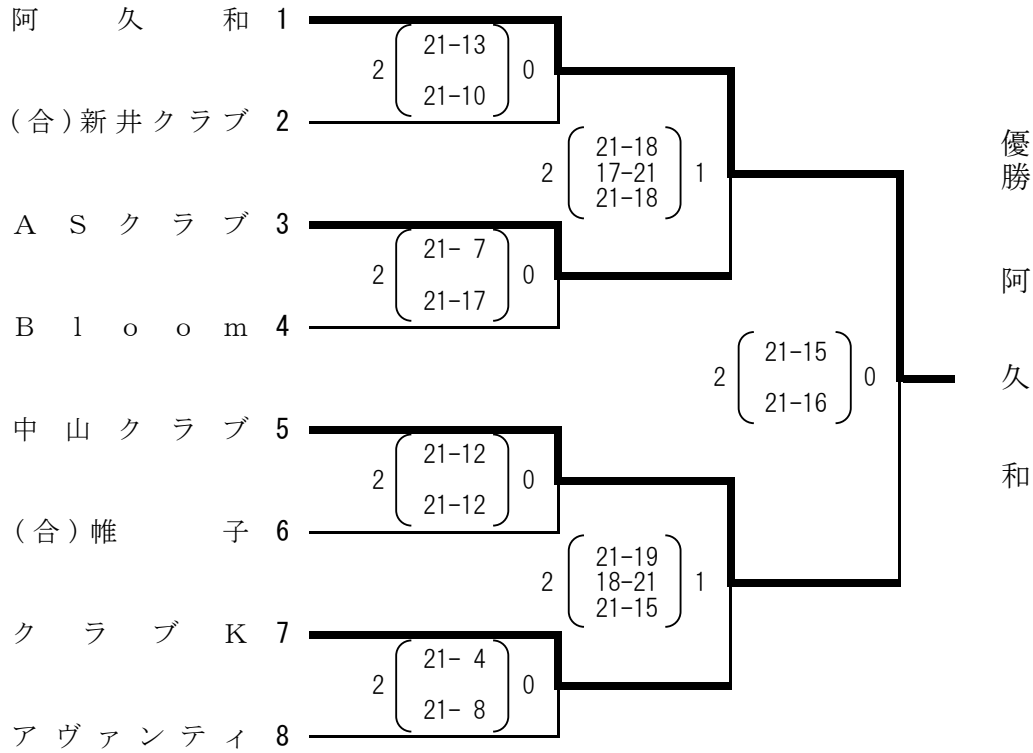 阿久和 1
(合)新井クラブ 2
ASクラブ 3
Bloom 4
中山クラブ 5
(合)帷子 6
クラブK 7
アヴァンティ 8
2 21-13 0
21-10
2 21- 7 0
21-17
2 21-12 0
21-12
2 21- 4 0
21- 8
21-18
2 17-21 1
21-18
21-19
2 18-21 1
21-15
2 21-15 0
21-16
優勝 阿久和